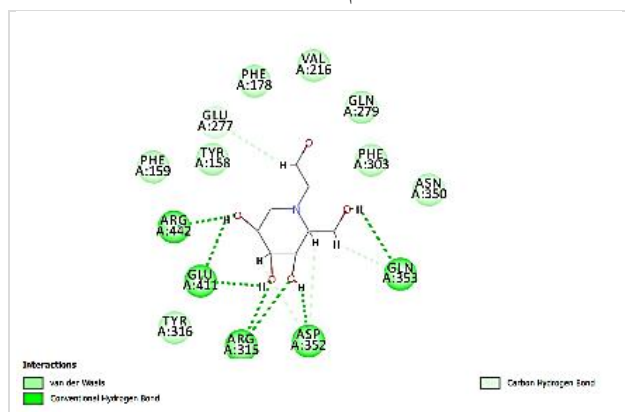 VAL
A:216
PHE
A:178
GLN
A:279
GLU
A:277
TYR
A:158
PHE
A:303
PHE
A:159
ASN
A:350
H
O
N
O
H
O
H
H
H
ARG
A:442
GLU
A:411
GLN
A:353
H
O
O
H
TYR
A:316
ARG
A:315
ASP
A:352
Interactions
van der Waals
Conventional Hydrogen Bond
Carbon Hydrogen Bond